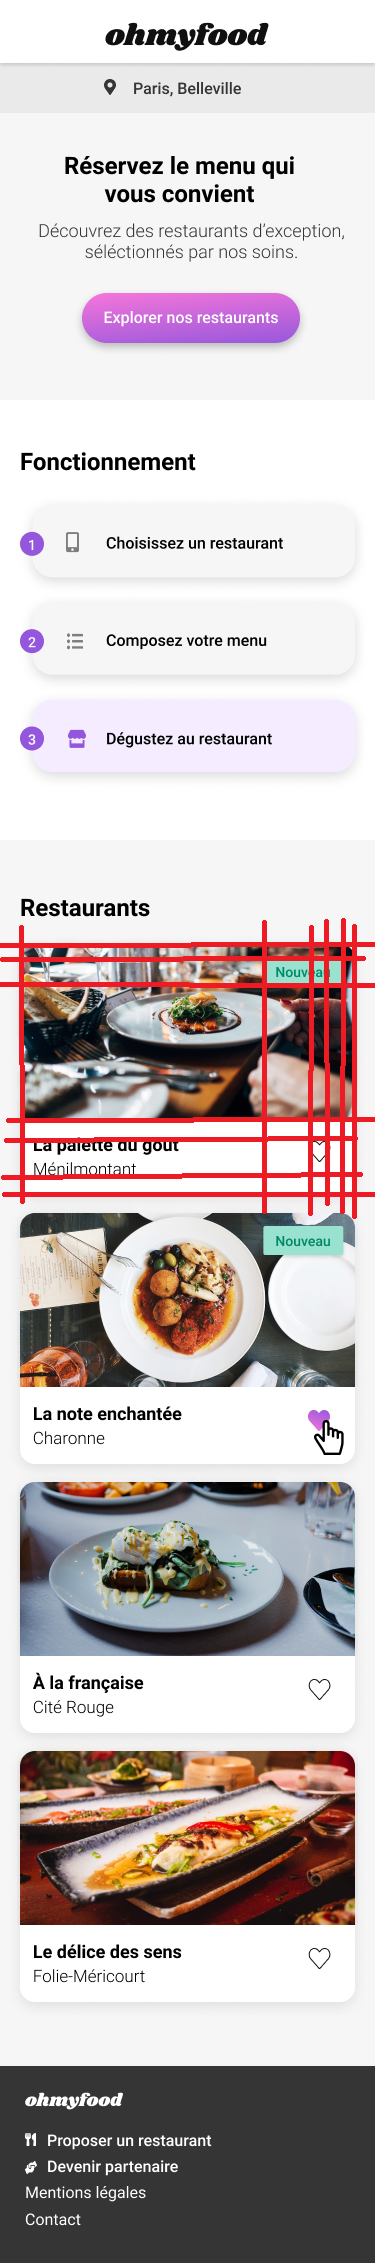 ohmyfood
Paris, Belleville
Réservez le menu qui
vous convient
Découvrez des restaurants d’exception,
séléctionnés par nos soins.
Explorer nos restaurants
Fonctionnement
1 Choisissez un restaurant
2 Composez votre menu
3 Dégustez au restaurant
Restaurants
Nouveau
La palette du goût
Ménilmontant
Nouveau
La note enchantée
Charonne
À la française
Cité Rouge
Le délice des sens
Folie-Méricourt
ohmyfood
Proposer un restaurant
Devenir partenaire
Mentions légales
Contact